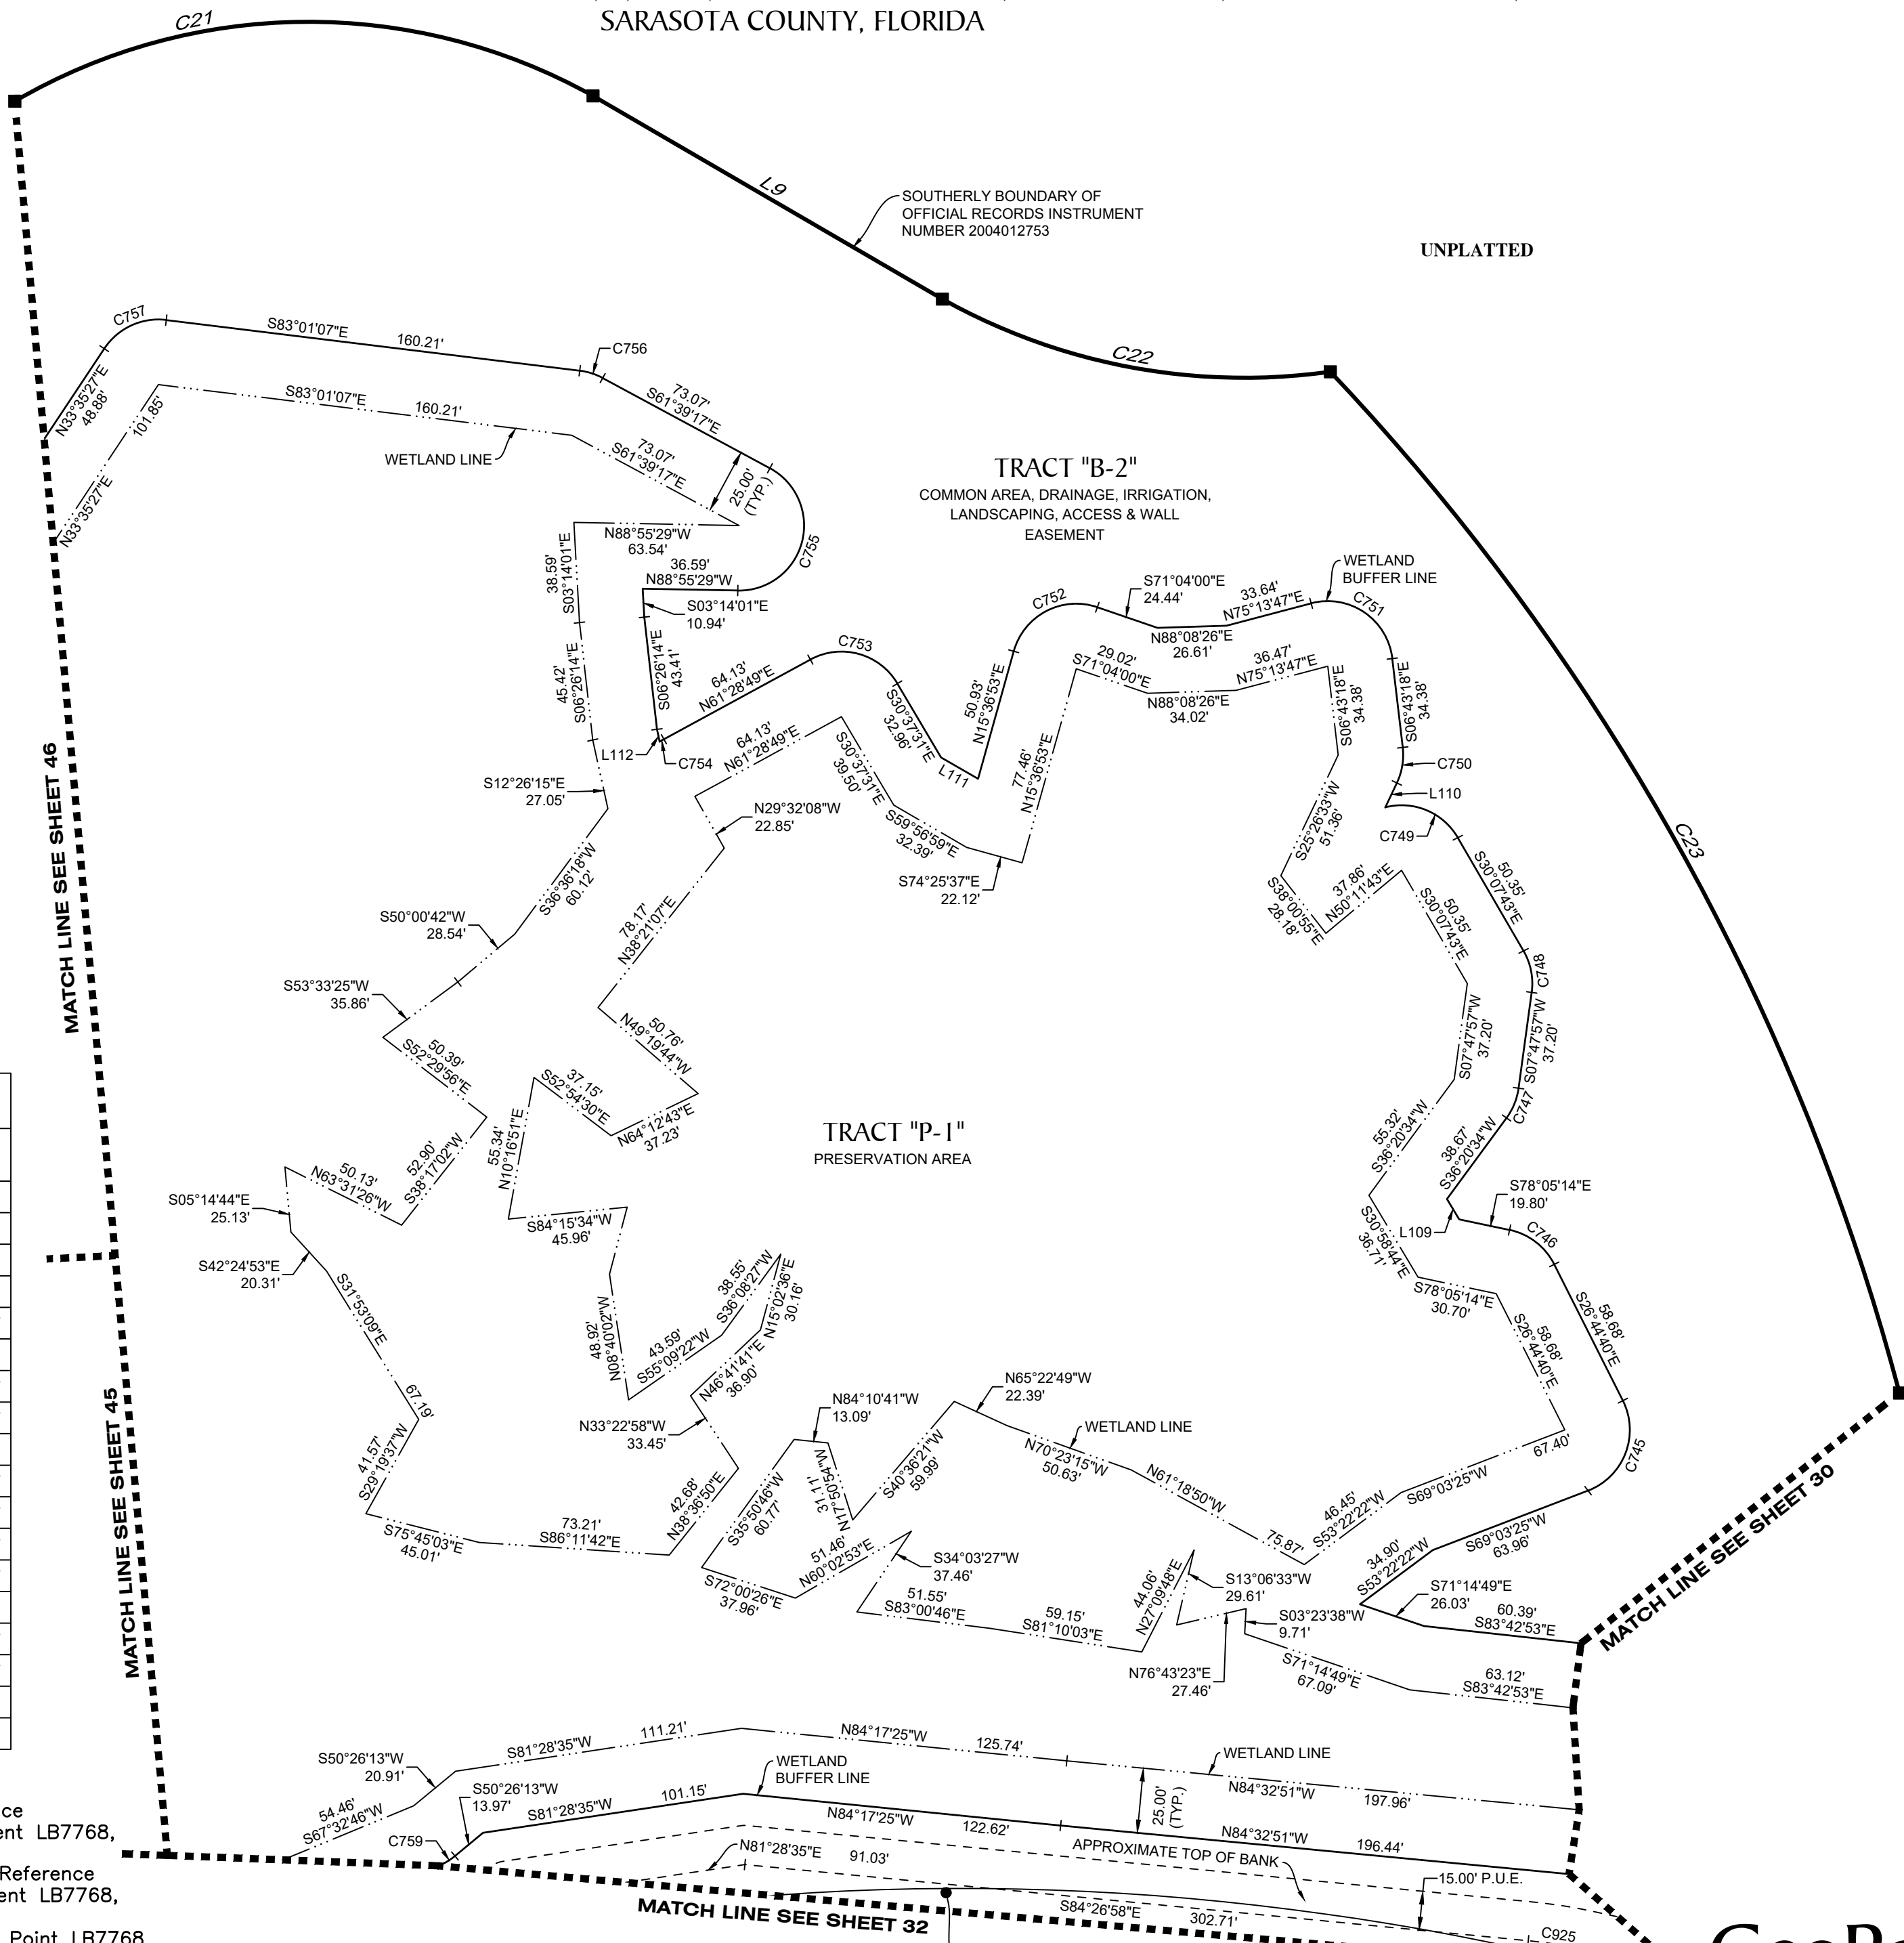 SARASOTA COUNTY, FLORIDA
C21
L9
SOUTHERLY BOUNDARY OF
OFFICIAL RECORDS INSTRUMENT
NUMBER 2004012753
UNPLATTED
C22
C23
C757
S83°01'07"E
160.21'
C756
N33°35'27"E
48.88'
101.85'
N33°35'27"E
S83°01'07"E
160.21'
WETLAND LINE
73.07'
S61°39'17"E
73.07'
S61°39'17"E
25.00'
(TYP.)
C755
TRACT "B-2"
COMMON AREA, DRAINAGE, IRRIGATION,
LANDSCAPING, ACCESS & WALL
EASEMENT
N88°55'29"W
63.54'
36.59'
N88°55'29"W
38.59'
S03°14'01"E
S03°14'01"E
10.94'
45.42'
S06°26'14"E
S06°26'14"E
43.41'
L112
C754
64.13'
N61°28'49"E
C753
64.13'
N61°28'49"E
S30°37'31"E
32.96'
S30°37'31"E
39.50'
L111
50.93'
N15°36'53"E
77.46'
N15°36'53"E
C752
S71°04'00"E
24.44'
33.64'
N75°13'47"E
N88°08'26"E
26.61'
WETLAND
BUFFER LINE
C751
29.02'
S71°04'00"E
36.47'
N75°13'47"E
N88°08'26"E
34.02'
S06°43'18"E
34.38'
S06°43'18"E
34.38'
C750
L110
C749
S12°26'15"E
27.05'
N29°32'08"W
22.85'
S59°56'59"E
32.39'
S74°25'37"E
22.12'
S25°26'33"W
51.36'
S38°00'55"E
28.18'
37.86'
N50°11'43"E
50.35'
S30°07'43"E
50.35'
S30°07'43"E
C748
S36°36'18"W
60.12'
S50°00'42"W
28.54'
78.17'
N38°21'07"E
S53°33'25"W
35.86'
50.39'
S52°29'56"E
50.76'
N49°19'44"W
S07°47'57"W
37.20'
S07°47'57"W
37.20'
C747
MATCH LINE SEE SHEET 46
37.15'
S52°54'30"E
N64°12'43"E
37.23'
55.34'
N10°16'51"E
52.90'
S38°17'02"W
50.13'
N63°31'26"W
S05°14'44"E
25.13'
TRACT "P-1"
PRESERVATION AREA
55.32'
S36°20'34"W
38.67'
S36°20'34"W
S78°05'14"E
19.80'
L109
C746
S84°15'34"W
45.96'
S42°24'53"E
20.31'
S31°53'09"E
67.19'
48.92'
N08°40'02"W
38.55'
S36°08'27"W
43.59'
S55°09'22"W
N15°02'36"E
30.16'
N46°41'41"E
36.90'
S30°58'44"E
36.71'
S78°05'14"E
30.70'
58.68'
S26°44'40"E
58.68'
S26°44'40"E
C745
N33°22'58"W
33.45'
N84°10'41"W
13.09'
N65°22'49"W
22.39'
WETLAND LINE
N70°23'15"W
50.63'
N61°18'50"W
75.87'
67.40'
S69°03'25"W
46.45'
S53°22'22"W
MATCH LINE SEE SHEET 45
41.57'
S29°19'37"W
S75°45'03"E
45.01'
73.21'
S86°11'42"E
42.68'
N38°36'50"E
S35°50'46"W
60.77'
31.11'
N17°50'54"W
S40°36'21"W
59.99'
S72°00'26"E
37.96'
51.46'
N60°02'53"E
S34°03'27"W
37.46'
51.55'
S83°00'46"E
59.15'
S81°10'03"E
44.06'
N27°09'48"E
S13°06'33"W
29.61'
S03°23'38"W
9.71'
N76°43'23"E
27.46'
S71°14'49"E
67.09'
34.90'
S53°22'22"W
S69°03'25"W
63.96'
S71°14'49"E
26.03'
60.39'
S83°42'53"E
63.12'
S83°42'53"E
MATCH LINE SEE SHEET 30
S50°26'13"W
20.91'
S81°28'35"W
111.21'
N84°17'25"W
125.74'
WETLAND LINE
N84°32'51"W
197.96'
54.46'
S67°32'46"W
S50°26'13"W
13.97'
C759
S81°28'35"W
101.15'
WETLAND
BUFFER LINE
N84°17'25"W
122.62'
25.00'
(TYP.)
N84°32'51"W
196.44'
APPROXIMATE TOP OF BANK
N81°28'35"E
91.03'
15.00' P.U.E.
S84°26'58"E
302.71'
C925
MATCH LINE SEE SHEET 32
ce
ent LB7768,
Reference
ent LB7768,
Point LB7768